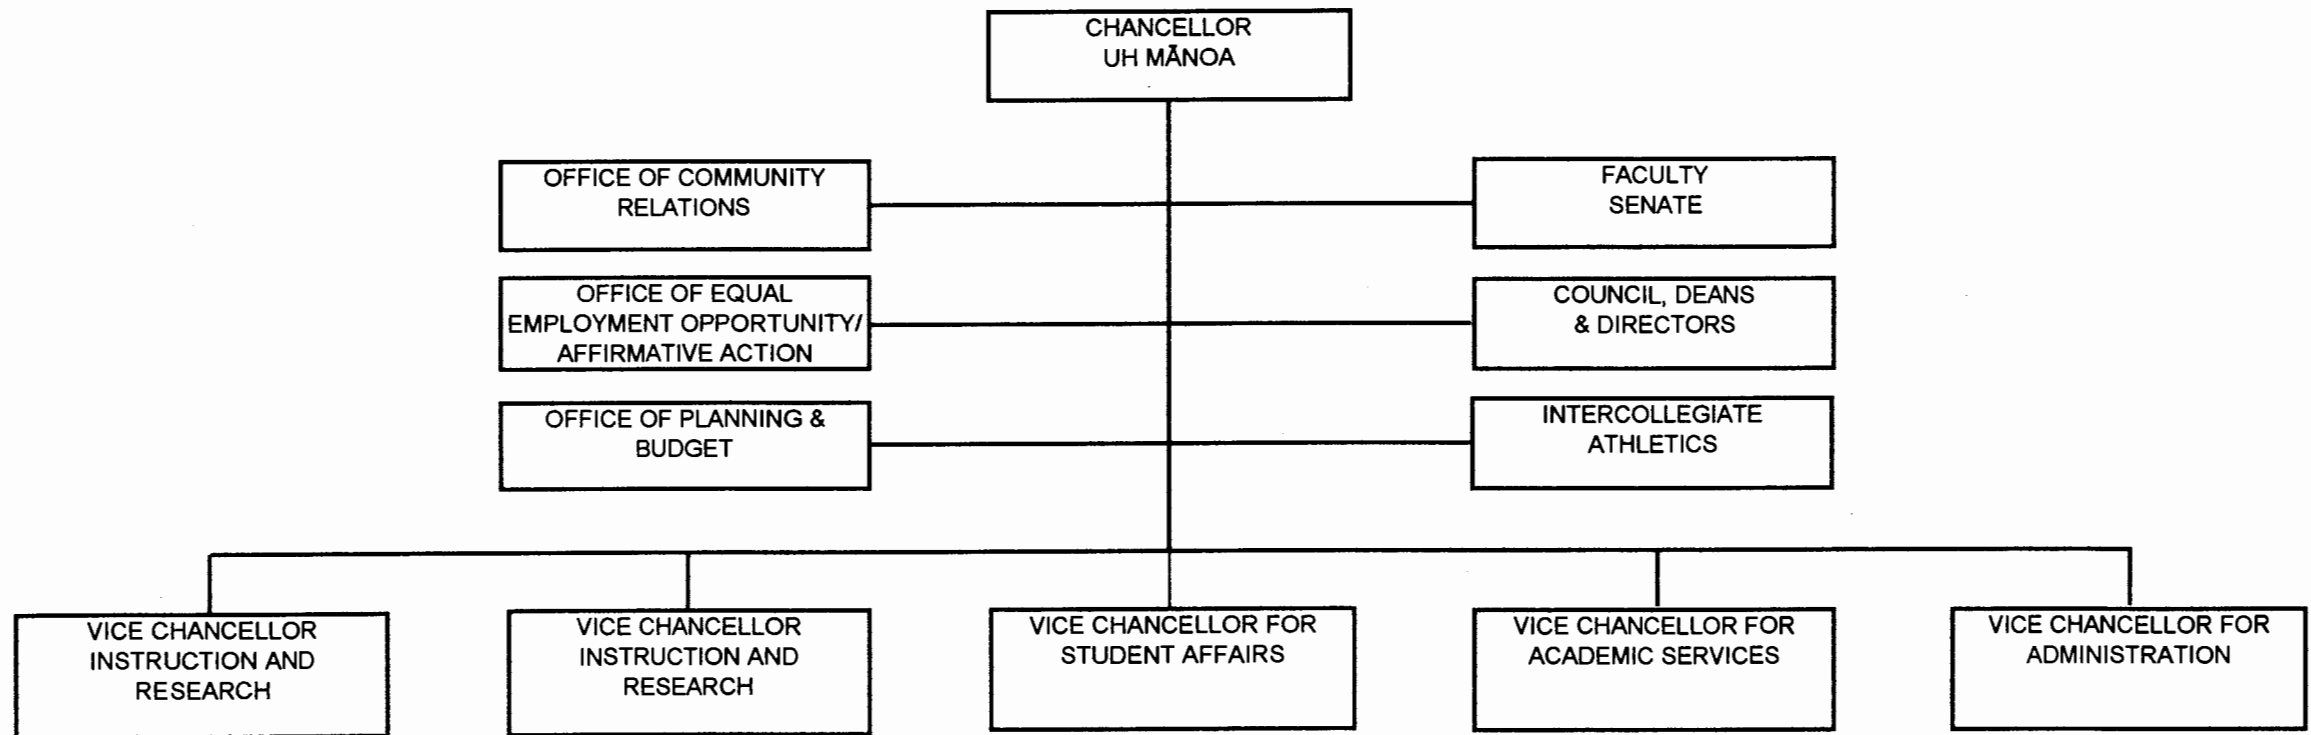 CHANCELLOR
UH MĀNOA
OFFICE OF COMMUNITY
RELATIONS
FACULTY
SENATE
OFFICE OF EQUAL
EMPLOYMENT OPPORTUNITY/
AFFIRMATIVE ACTION
COUNCIL, DEANS
& DIRECTORS
OFFICE OF PLANNING &
BUDGET
INTERCOLLEGIATE
ATHLETICS
VICE CHANCELLOR
INSTRUCTION AND
RESEARCH
VICE CHANCELLOR
INSTRUCTION AND
RESEARCH
VICE CHANCELLOR FOR
STUDENT AFFAIRS
VICE CHANCELLOR FOR
ACADEMIC SERVICES
VICE CHANCELLOR FOR
ADMINISTRATION